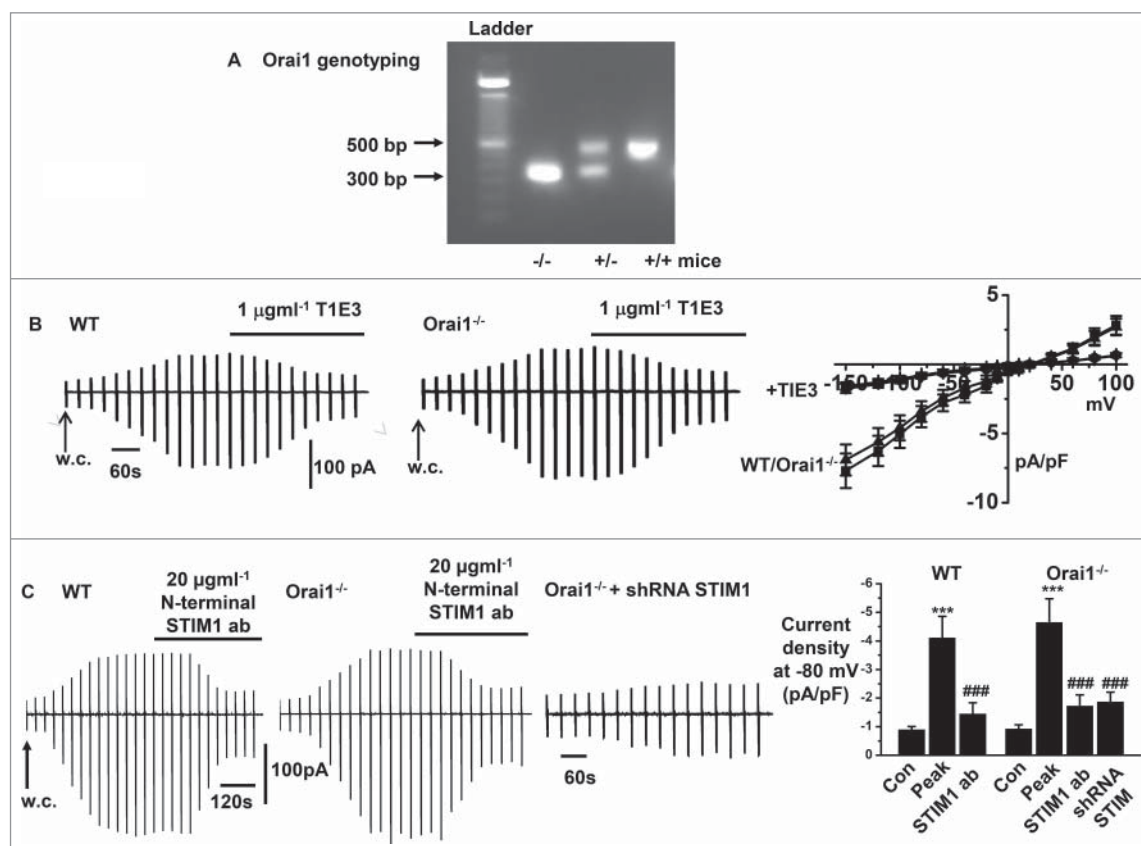 Ladder
A Orai1 genotyping
500 bp
300 bp
-/- +/- +/+ mice
B WT
1 µgml-1 T1E3
w.c.
60s
100 pA
Orai1-/-
1 µgml-1 T1E3
w.c.
5
-150 -100 -50 50 100
mV
+TIE3
-5
WT/Orai1-/-
pA/pF
-10
C WT
20 µgml-1
N-terminal
STIM1 ab
w.c.
120s
100pA
Orai1-/-
20 µgml-1
N-terminal
STIM1 ab
Orai1-/- + shRNA STIM1
60s
WT Orai1-/-
Current
density
at -80 mV
(pA/pF)
-6
-5
-4
-3
-2
-1
0
*** ***
### ### ###
Con
Peak
STIM1 ab
Con
Peak
STIM1 ab
shRNA
STIM